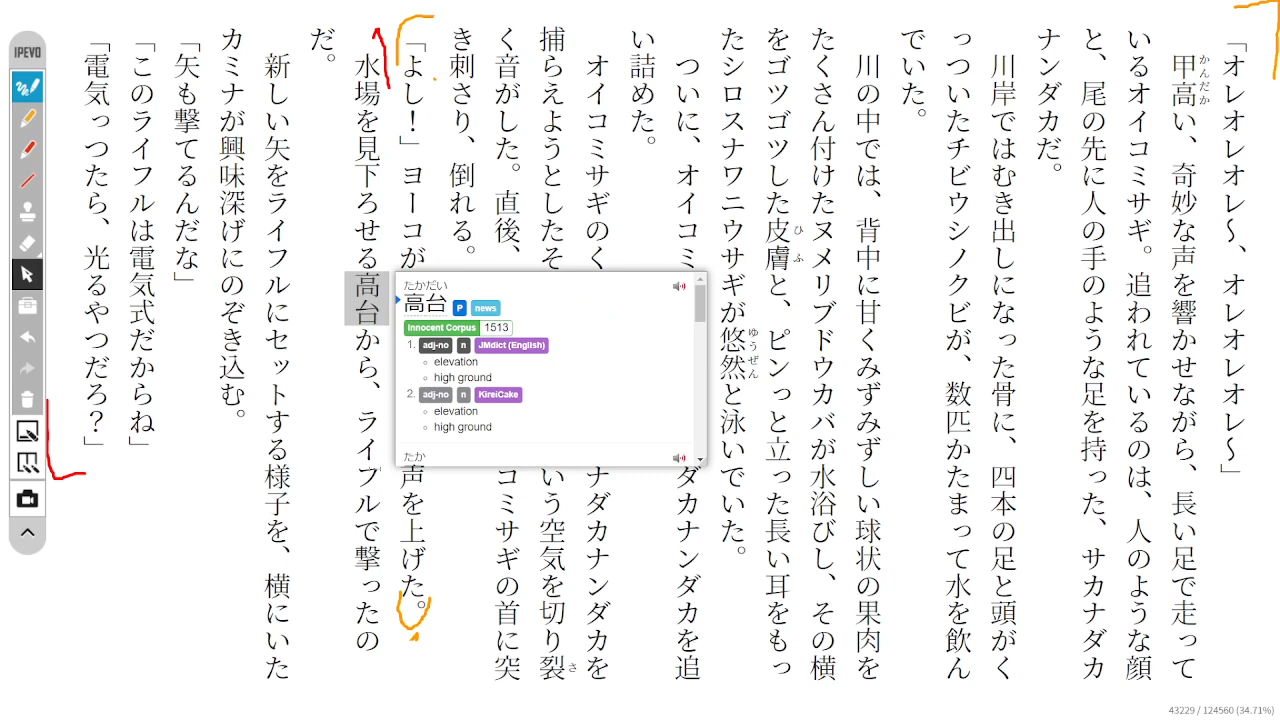 「オレオレオレ〜、オレオレオレ〜」
甲高い、奇妙な声を響かせながら、長い足で走って
かんだか
いるオイコミサギ。追われているのは、人のような顔
と、尾の先に人の手のような足を持った、サカナダカ
ナンダカだ。
川岸ではむき出しになった骨に、四本の足と頭がく
っついたチビウシノクビが、数匹かたまって水を飲ん
でいた。
川の中では、背中に甘くみずみずしい球状の果肉を
たくさん付けたヌメリブドウカバが水浴びし、その横
をゴツゴツした皮膚と、ピンっと立った長い耳をもっ
ひふ
たシロスナワニウサギが悠然と泳いでいた。
ゆうぜん
ついに、オイコミ
ダカナンダカを追
い詰めた。
オイコミサギのく
ナダカナンダカを
捕らえようとしたそ
いう空気を切り裂
さ
く音がした。直後、
コミサギの首に突
き刺さり、倒れる。
「よし！」ヨーコが
声を上げた。
水場を見下ろせる高台から、ライフルで撃ったの
だ。
新しい矢をライフルにセットする様子を、横にいた
カミナが興味深げにのぞき込む。
「矢も撃てるんだな」
「このライフルは電気式だからね」
「電気っつたら、光るやつだろ？」
たかだい
高台 P news
Innocent Corpus 1513
1. adj-no n JMdict (English)
elevation
high ground
2. adj-no n KireiCake
elevation
high ground
たか
IPEVO
43229 / 124560 (34.71%)